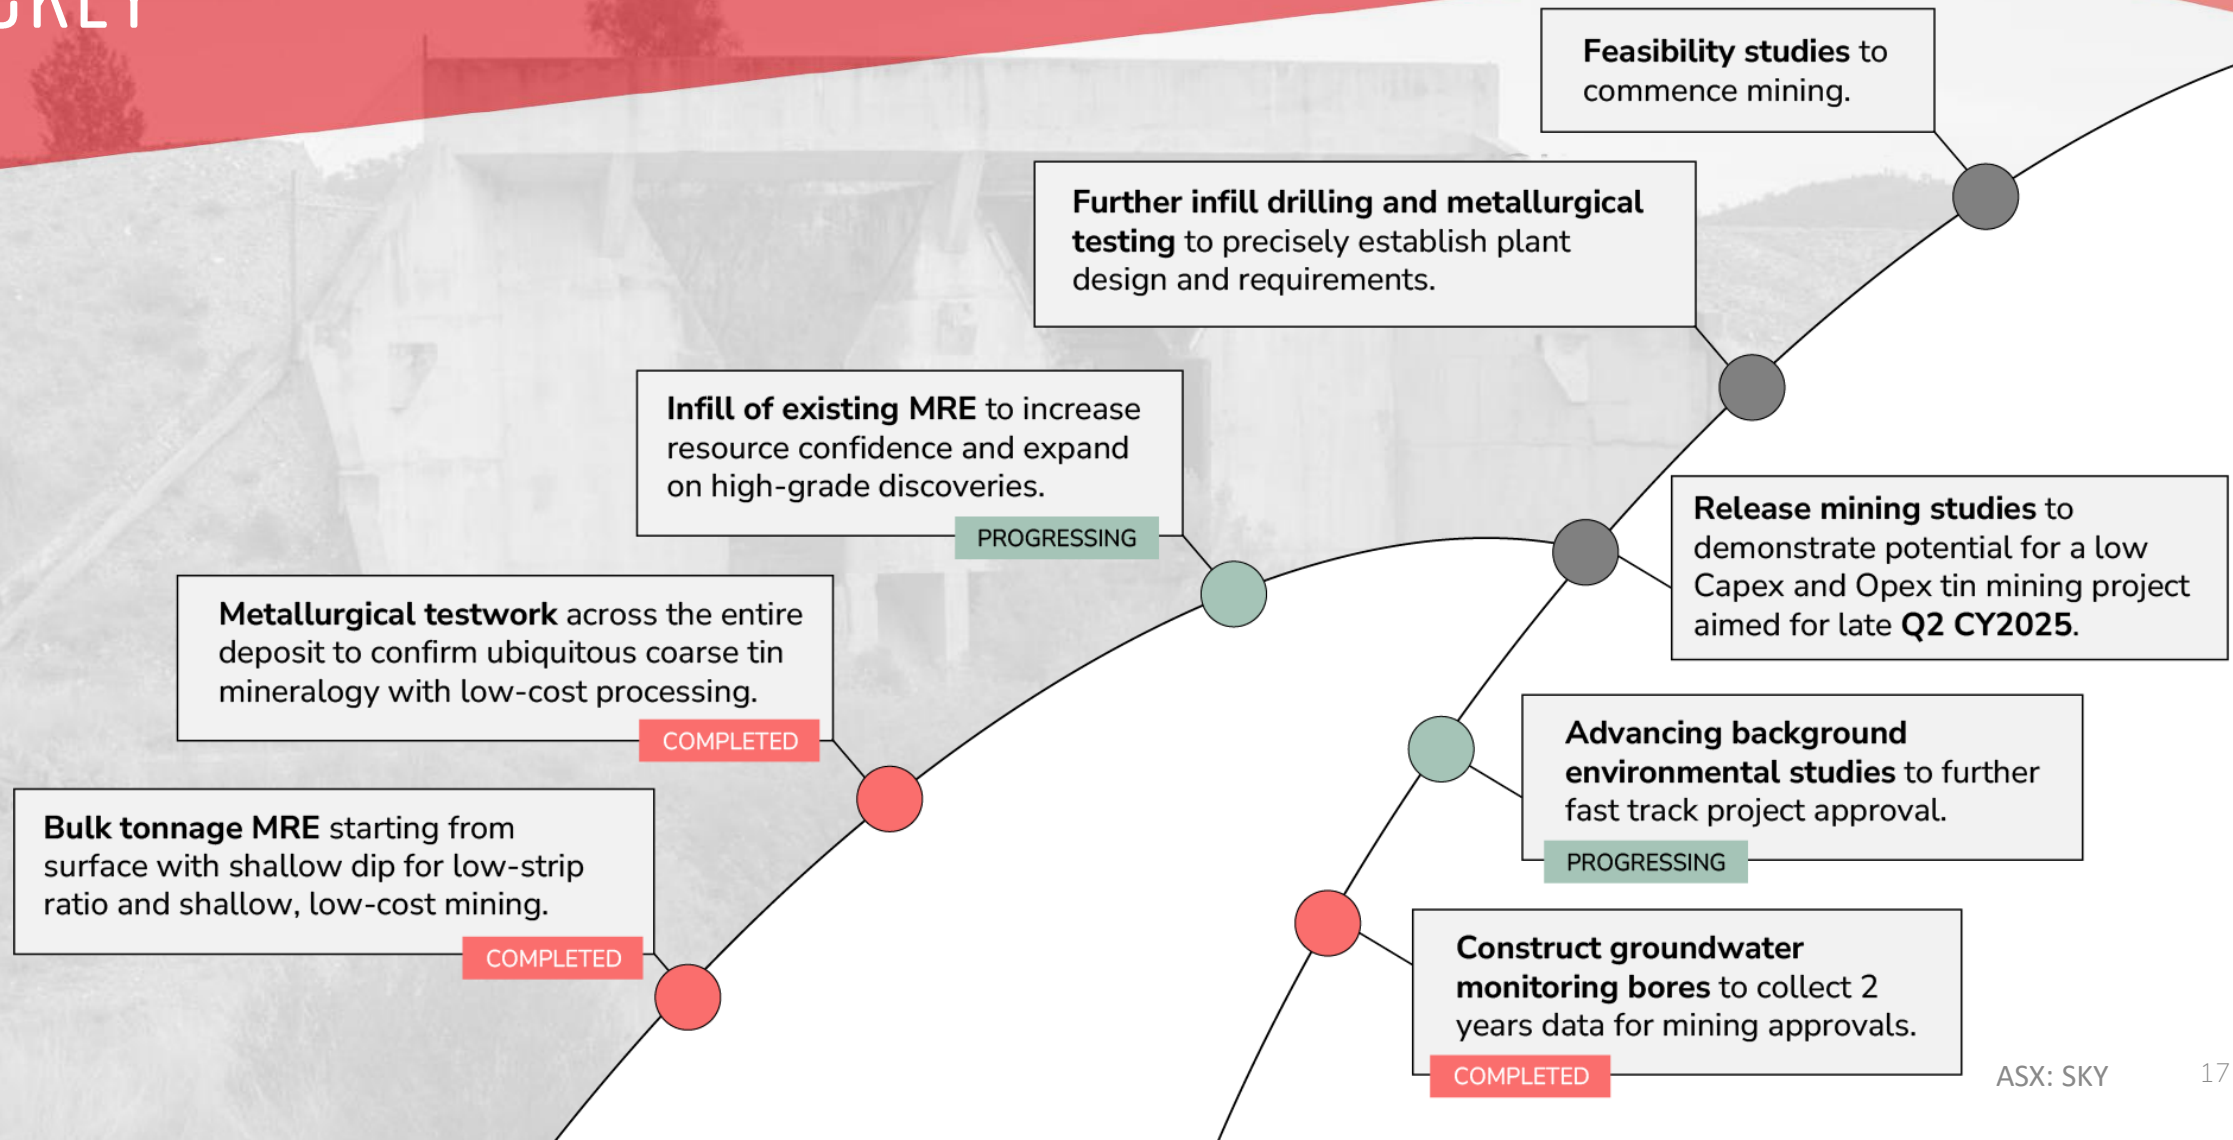 Feasibility studies to
commence mining.
Further infill drilling and metallurgical
testing to precisely establish plant
design and requirements.
Infill of existing MRE to increase
resource confidence and expand
on high-grade discoveries.
PROGRESSING
Release mining studies to
demonstrate potential for a low
Capex and Opex tin mining project
aimed for late Q2 CY2025.
Metallurgical testwork across the entire
deposit to confirm ubiquitous coarse tin
mineralogy with low-cost processing.
COMPLETED
Advancing background
environmental studies to further
fast track project approval.
PROGRESSING
Bulk tonnage MRE starting from
surface with shallow dip for low-strip
ratio and shallow, low-cost mining.
COMPLETED
Construct groundwater
monitoring bores to collect 2
years data for mining approvals.
COMPLETED
ASX: SKY
17